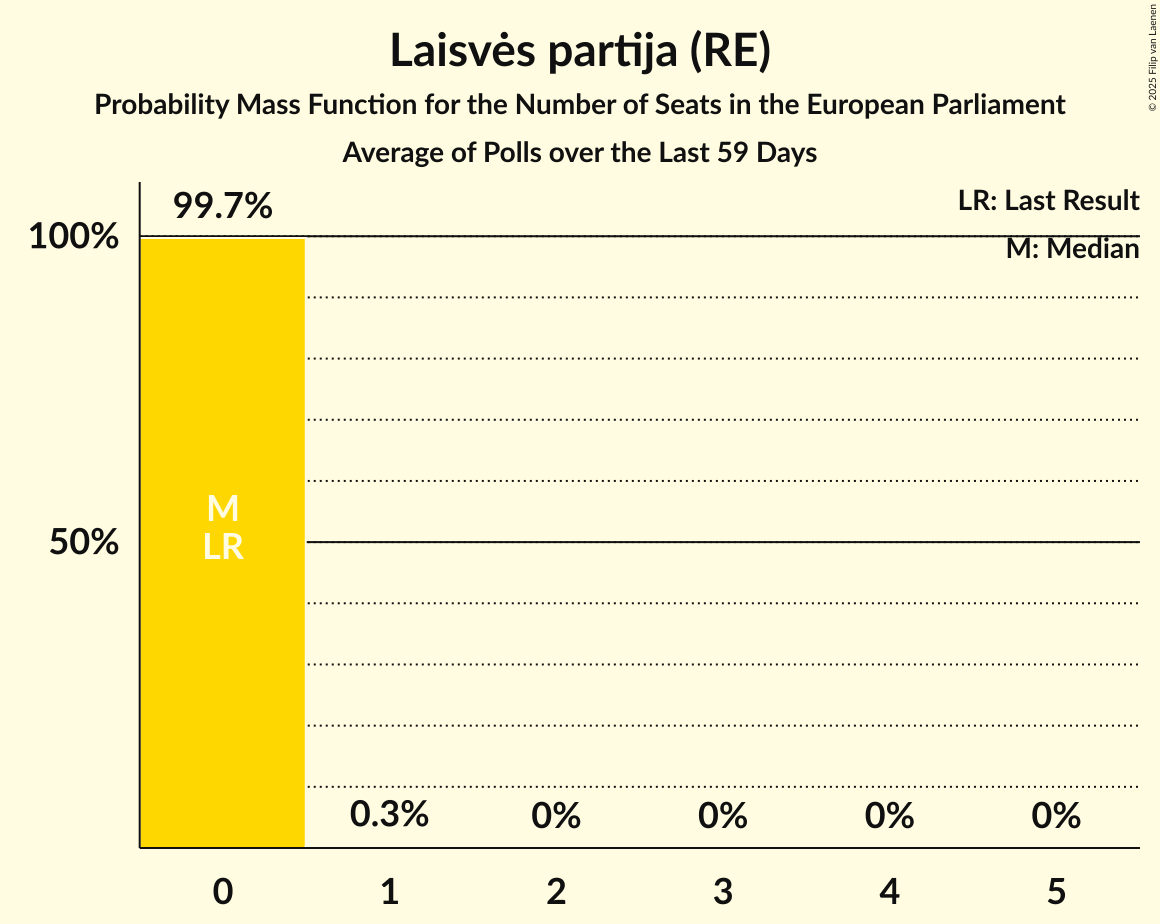 Laisvės partija (RE)
Probability Mass Function for the Number of Seats in the European Parliament
Average of Polls over the Last 59 Days
© 2025 Filip van Laenen
LR: Last Result
M: Median
99.7%
100%
50%
M
LR
0.3%
0%
0%
0%
0%
0
1
2
3
4
5